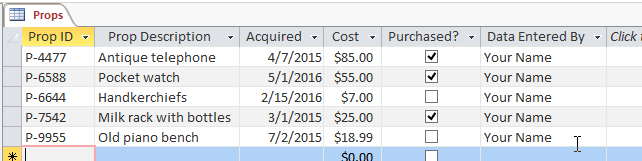 Props
Prop ID Prop Description Acquired Cost Purchased? Data Entered By Click t
P-4477 Antique telephone 4/7/2015 $85.00 Your Name
P-6588 Pocket watch 5/1/2016 $55.00 Your Name
P-6644 Handkerchiefs 2/15/2016 $7.00 Your Name
P-7542 Milk rack with bottles 3/1/2015 $25.00 Your Name
P-9955 Old piano bench 7/2/2015 $18.99 Your Name
$0.00